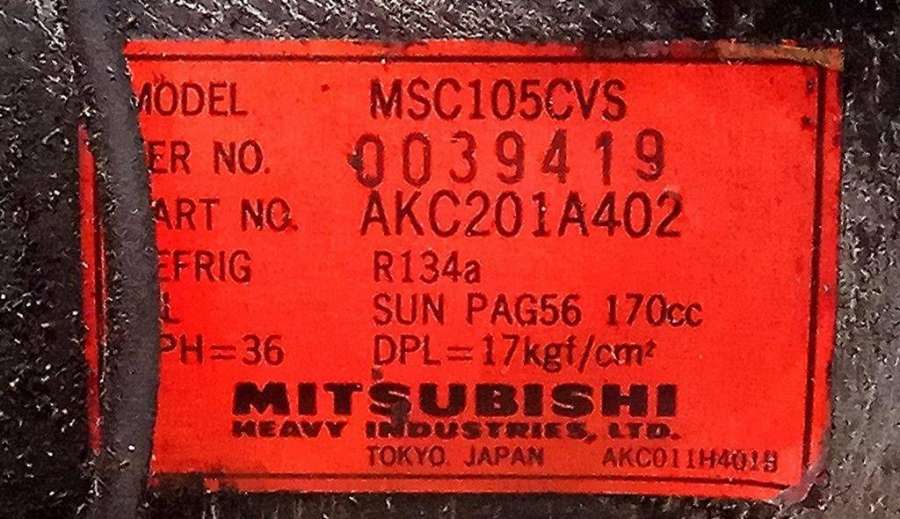 MODEL MSC105CVS
ER NO. 0039419
ART NO. AKC201A402
EFRIG R134a
L SUN PAG56 170cc
PH=36 DPL=17kgf/cm²
MITSUBISHI
HEAVY INDUSTRIES, LTD.
TOKYO JAPAN AKC011H401